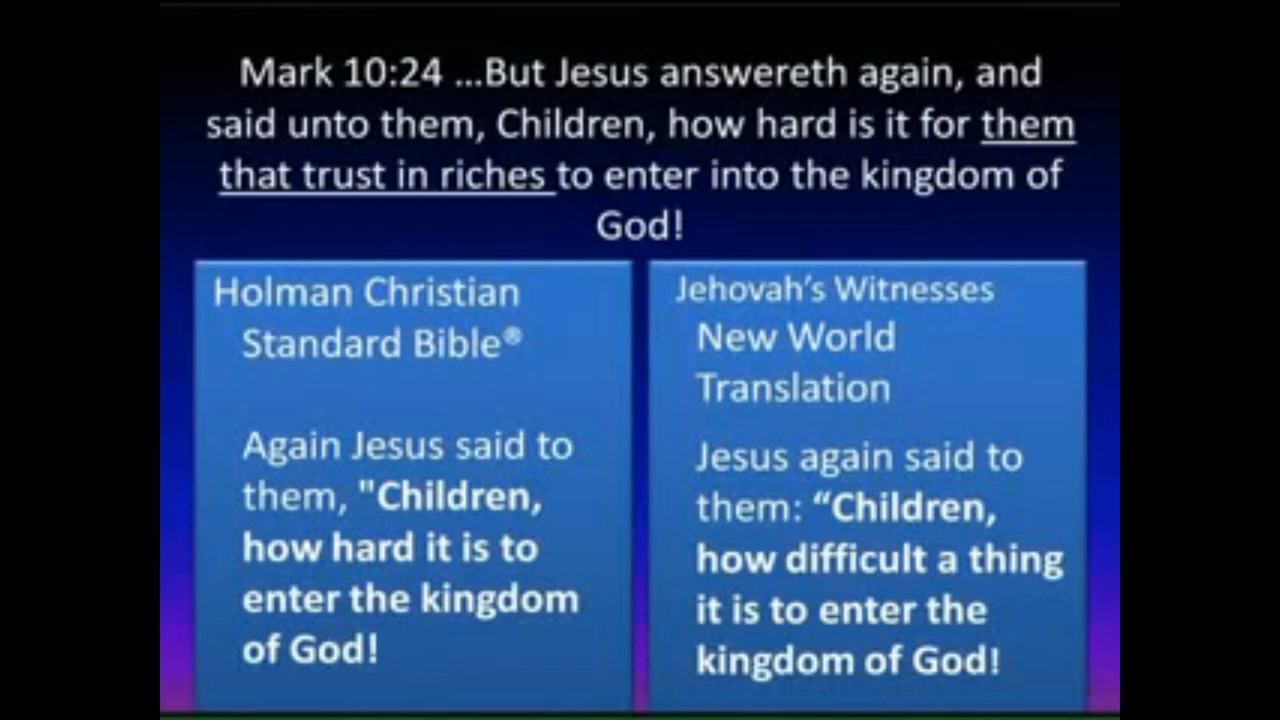 Mark 10:24 ...But Jesus answereth again, and
said unto them, Children, how hard is it for them
that trust in riches to enter into the kingdom of
God!
Holman Christian
Standard Bible®
Again Jesus said to
them, "Children,
how hard it is to
enter the kingdom
of God!
Jehovah’s Witnesses
New World
Translation
Jesus again said to
them: “Children,
how difficult a thing
it is to enter the
kingdom of God!